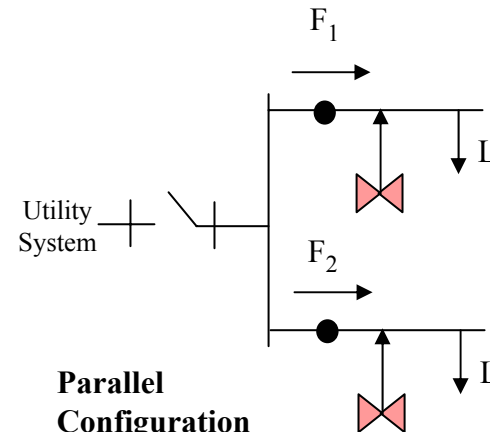 F1
L
Utility
System
F2
L
Parallel
Configuration